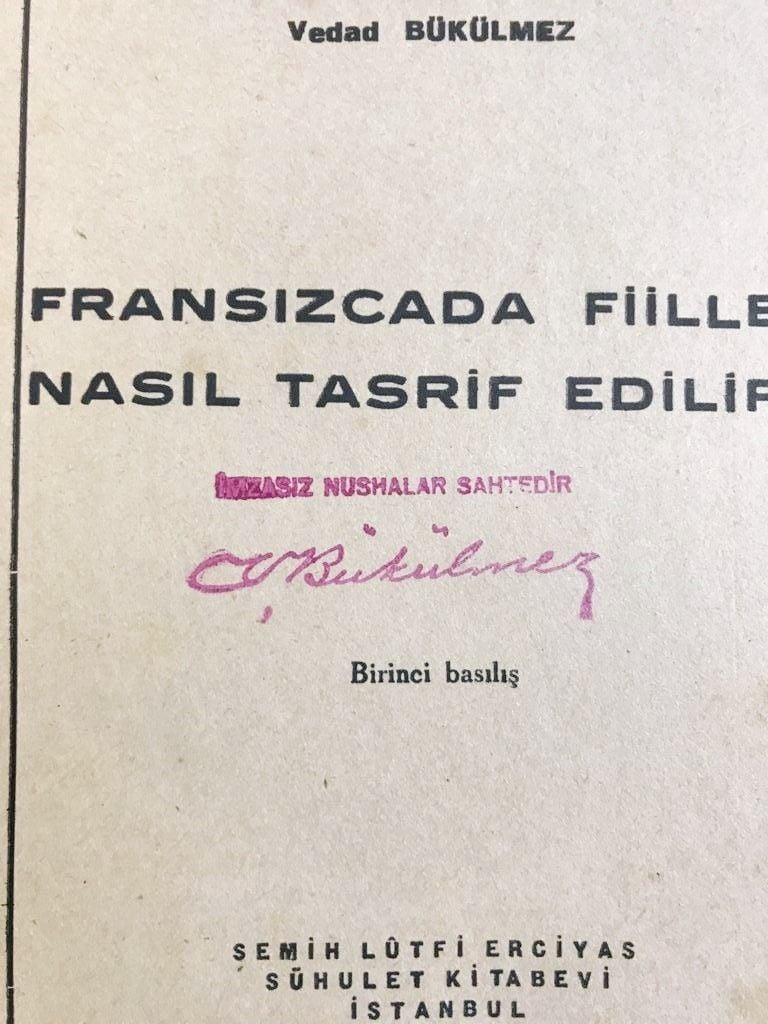 Vedad BÜKÜLMEZ
FRANSIZCADA FİİLLE
NASIL TASRİF EDİLİR
İMZASIZ NUSHALAR SAHTEDİR
V. Bükülmez
Birinci basılış
SEMİH LÛTFİ ERCİYAS
SÜHULET KİTABEVİ
İSTANBUL